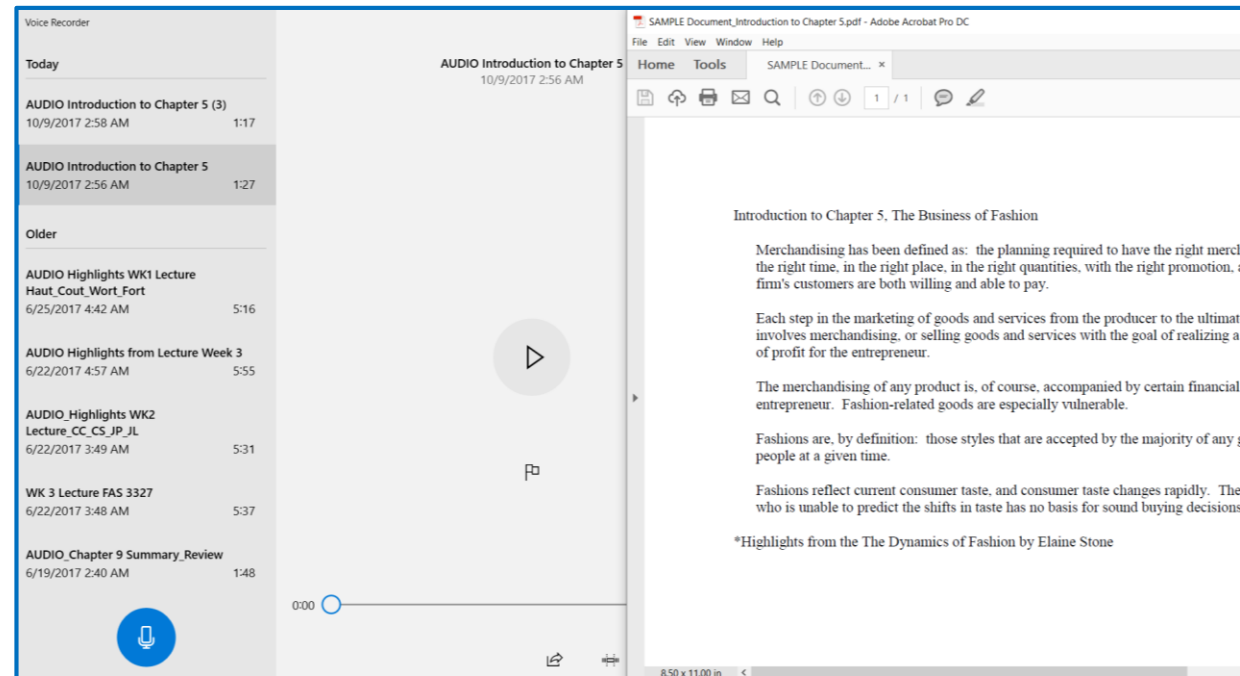 Voice Recorder
Today
AUDIO Introduction to Chapter 5 (3)
10/9/2017 2:58 AM 1:17
AUDIO Introduction to Chapter 5
10/9/2017 2:56 AM 1:27
Older
AUDIO Highlights WK1 Lecture
Haut_Cout_Wort_Fort
6/25/2017 4:42 AM 5:16
AUDIO Highlights from Lecture Week 3
6/22/2017 4:57 AM 5:55
AUDIO_Highlights WK2
Lecture_CC_CS_JP_JL
6/22/2017 3:49 AM 5:31
WK 3 Lecture FAS 3327
6/22/2017 3:48 AM 5:37
AUDIO_Chapter 9 Summary_Review
6/19/2017 2:40 AM 1:48
AUDIO Introduction to Chapter 5
10/9/2017 2:56 AM
0:00
SAMPLE Document_Introduction to Chapter 5.pdf - Adobe Acrobat Pro DC
File Edit View Window Help
Home Tools SAMPLE Document... ×
1 / 1
Introduction to Chapter 5, The Business of Fashion
Merchandising has been defined as: the planning required to have the right merch
the right time, in the right place, in the right quantities, with the right promotion, a
firm's customers are both willing and able to pay.
Each step in the marketing of goods and services from the producer to the ultimat
involves merchandising, or selling goods and services with the goal of realizing a
of profit for the entrepreneur.
The merchandising of any product is, of course, accompanied by certain financial
entrepreneur. Fashion-related goods are especially vulnerable.
Fashions are, by definition: those styles that are accepted by the majority of any g
people at a given time.
Fashions reflect current consumer taste, and consumer taste changes rapidly. The
who is unable to predict the shifts in taste has no basis for sound buying decisions
*Highlights from the The Dynamics of Fashion by Elaine Stone
8.50 x 11.00 in